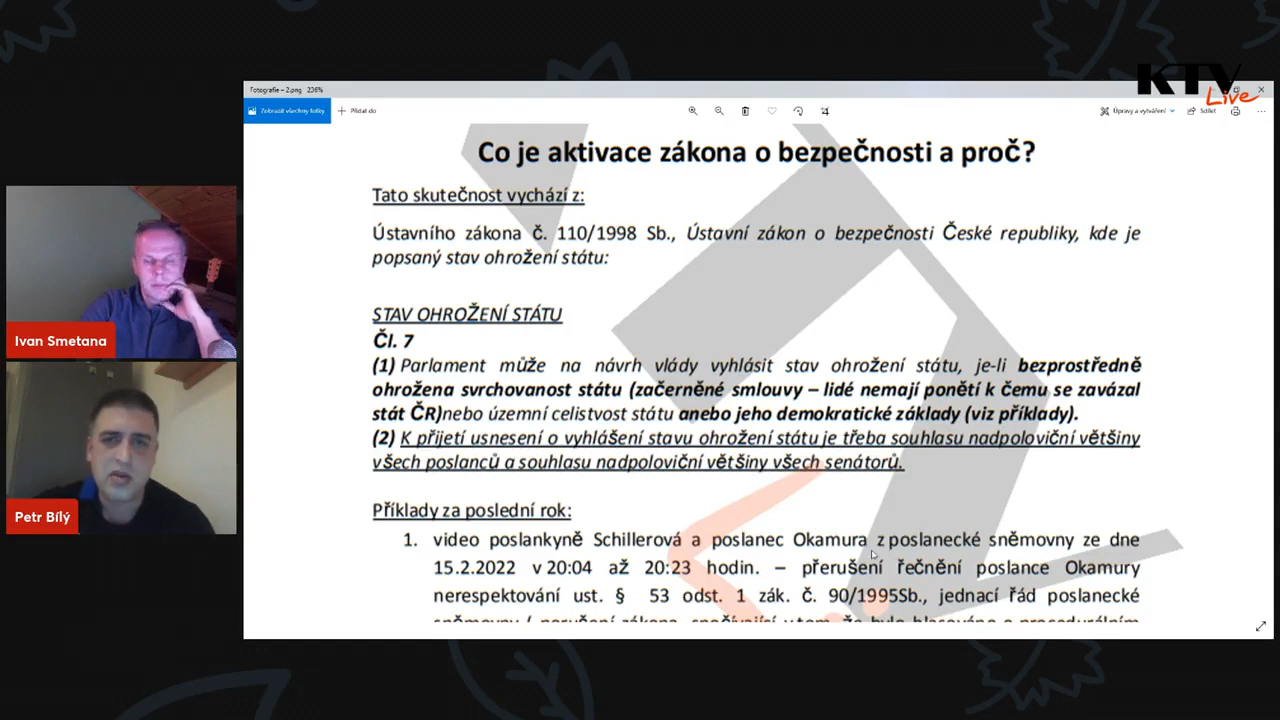 KTV
Live
Fotografie – 2.png 236%
Zobrazit všechny fotky
Přidat do
Úpravy a vytváření
Sdílet
Co je aktivace zákona o bezpečnosti a proč?
Tato skutečnost vychází z:
Ústavního zákona č. 110/1998 Sb., Ústavní zákon o bezpečnosti České republiky, kde je
popsaný stav ohrožení státu:
STAV OHROŽENÍ STÁTU
Čl. 7
(1) Parlament může na návrh vlády vyhlásit stav ohrožení státu, je-li bezprostředně
ohrožena svrchovanost státu (začerněné smlouvy – lidé nemají ponětí k čemu se zavázal
stát ČR)nebo územní celistvost státu anebo jeho demokratické základy (viz příklady).
(2) K přijetí usnesení o vyhlášení stavu ohrožení státu je třeba souhlasu nadpoloviční většiny
všech poslanců a souhlasu nadpoloviční většiny všech senátorů.
Příklady za poslední rok:
1. video poslankyně Schillerová a poslanec Okamura z poslanecké sněmovny ze dne
15.2.2022 v 20:04 až 20:23 hodin. – přerušení řečnění poslance Okamury
nerespektování ust. § 53 odst. 1 zák. č. 90/1995Sb., jednací řád poslanecké
Ivan Smetana
Petr Bílý